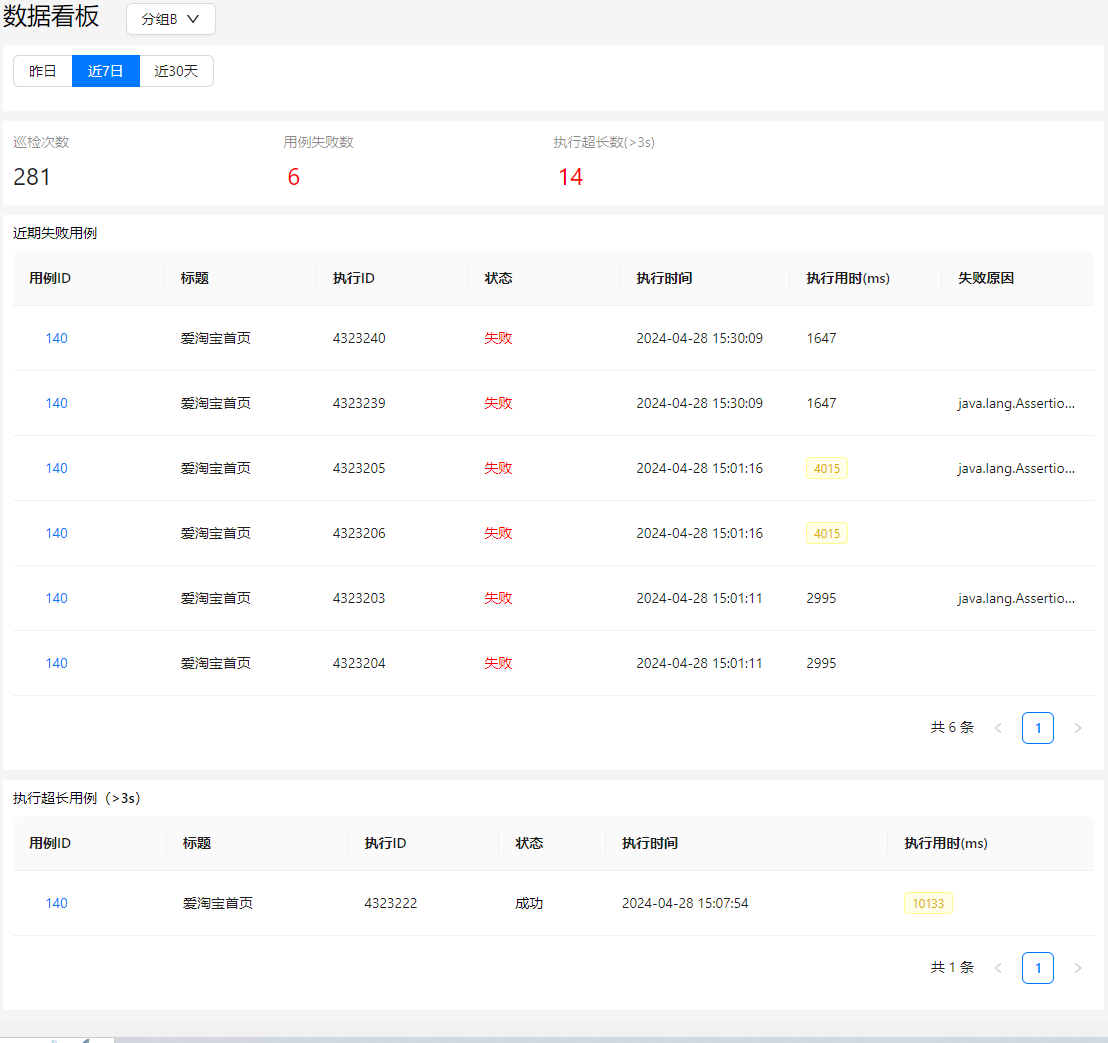 数据看板 分组B
昨日 近7日 近30天
巡检次数 用例失败数 执行超长数(>3s)
281 6 14
近期失败用例
用例ID 标题 执行ID 状态 执行时间 执行用时(ms) 失败原因
140 爱淘宝首页 4323240 失败 2024-04-28 15:30:09 1647
140 爱淘宝首页 4323239 失败 2024-04-28 15:30:09 1647 java.lang.Assertio...
140 爱淘宝首页 4323205 失败 2024-04-28 15:01:16 4015 java.lang.Assertio...
140 爱淘宝首页 4323206 失败 2024-04-28 15:01:16 4015
140 爱淘宝首页 4323203 失败 2024-04-28 15:01:11 2995 java.lang.Assertio...
140 爱淘宝首页 4323204 失败 2024-04-28 15:01:11 2995
共 6 条 < 1 >
执行超长用例（>3s）
用例ID 标题 执行ID 状态 执行时间 执行用时(ms)
140 爱淘宝首页 4323222 成功 2024-04-28 15:07:54 10133
共 1 条 < 1 >